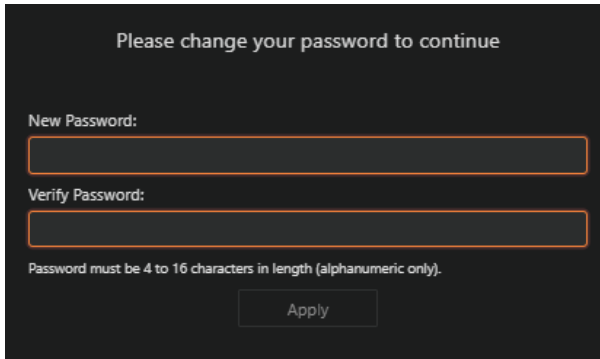 Please change your password to continue
New Password:
Verify Password:
Password must be 4 to 16 characters in length (alphanumeric only).
Apply